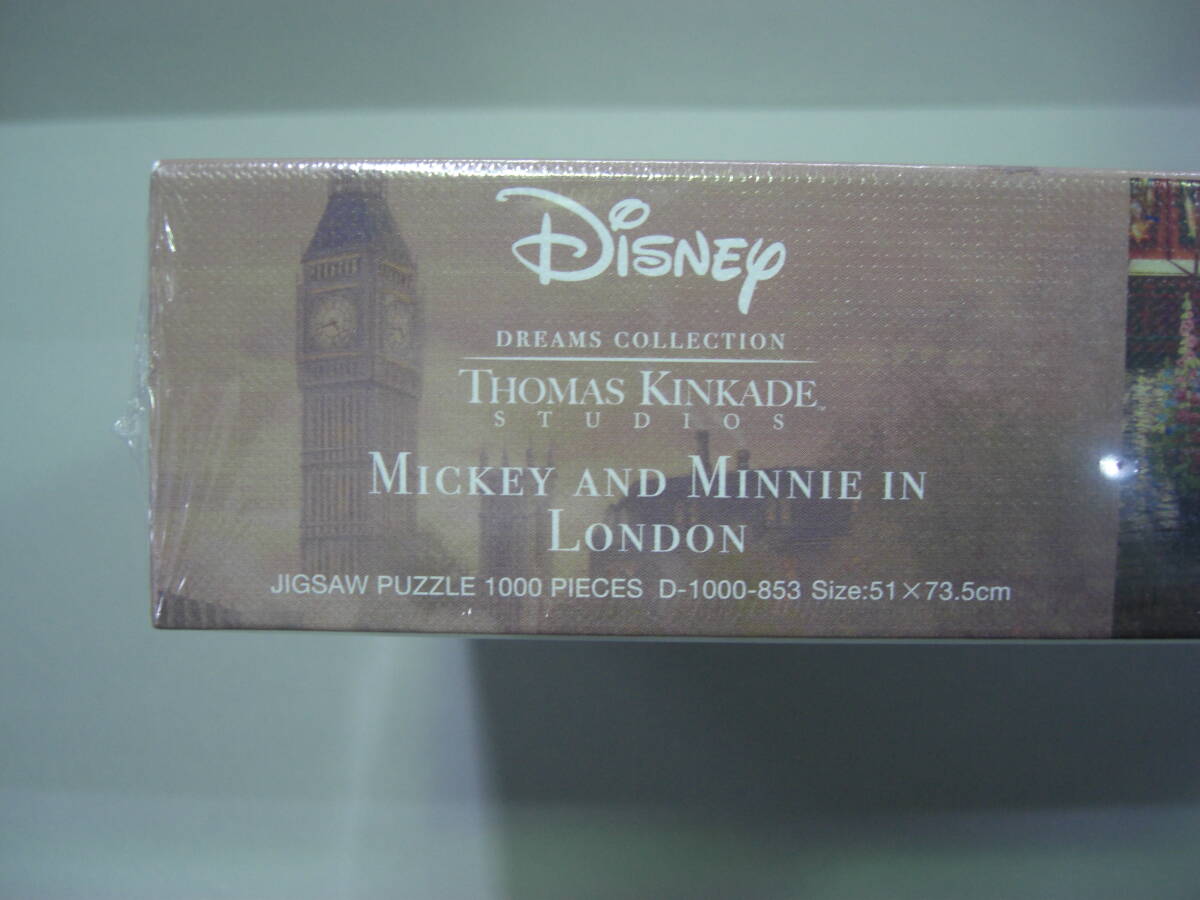 Disney
DREAMS COLLECTION
THOMAS KINKADE™
STUDIOS
MICKEY AND MINNIE IN
LONDON
JIGSAW PUZZLE 1000 PIECES D-1000-853 Size:51×73.5cm